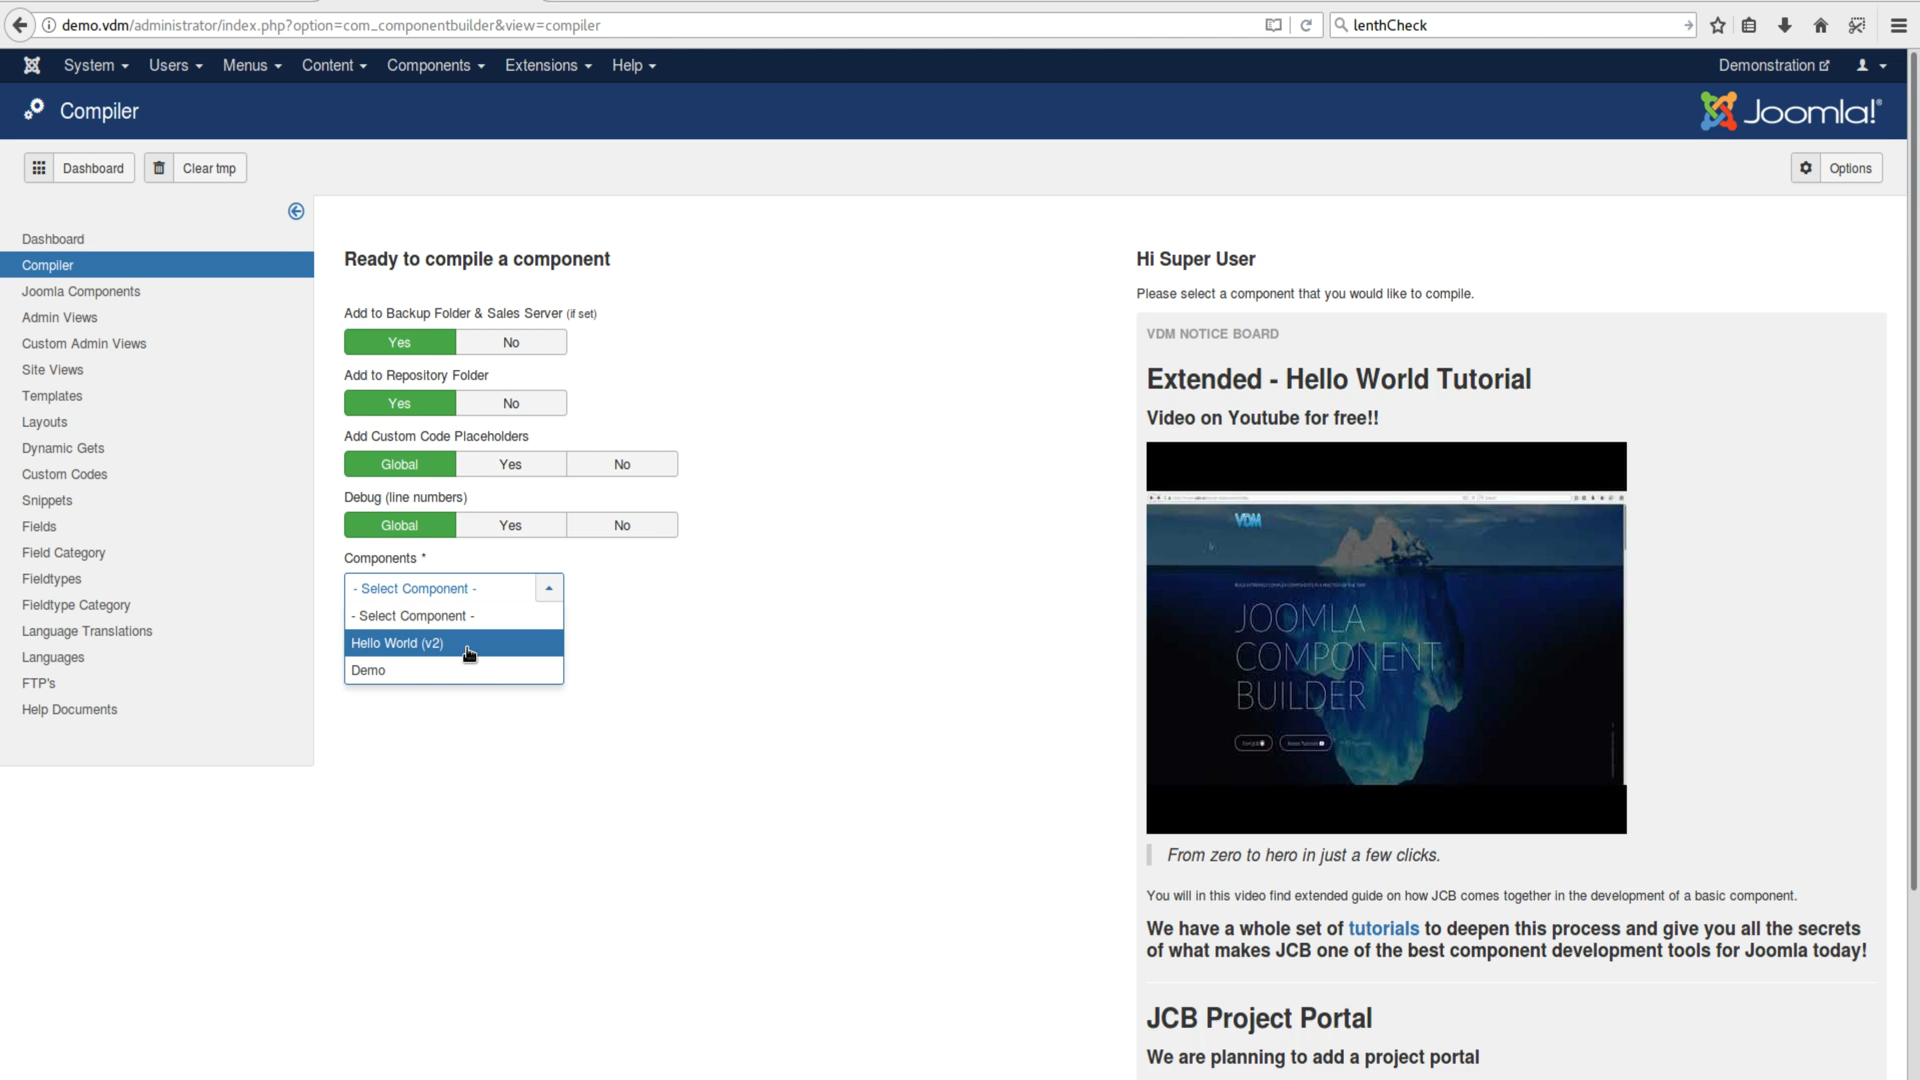 demo.vdm/administrator/index.php?option=com_componentbuilder&view=compiler
lenthCheck
System
Users
Menus
Content
Components
Extensions
Help
Demonstration
Compiler
Joomla!®
Dashboard
Clear tmp
Options
Dashboard
Compiler
Joomla Components
Admin Views
Custom Admin Views
Site Views
Templates
Layouts
Dynamic Gets
Custom Codes
Snippets
Fields
Field Category
Fieldtypes
Fieldtype Category
Language Translations
Languages
FTP's
Help Documents
Ready to compile a component
Add to Backup Folder & Sales Server (if set)
Yes No
Add to Repository Folder
Yes No
Add Custom Code Placeholders
Global Yes No
Debug (line numbers)
Global Yes No
Components *
- Select Component -
- Select Component -
Hello World (v2)
Demo
Hi Super User
Please select a component that you would like to compile.
VDM NOTICE BOARD
Extended - Hello World Tutorial
Video on Youtube for free!!
VDM
JOOMLA
COMPONENT
BUILDER
From zero to hero in just a few clicks.
You will in this video find extended guide on how JCB comes together in the development of a basic component.
We have a whole set of tutorials to deepen this process and give you all the secrets
of what makes JCB one of the best component development tools for Joomla today!
JCB Project Portal
We are planning to add a project portal